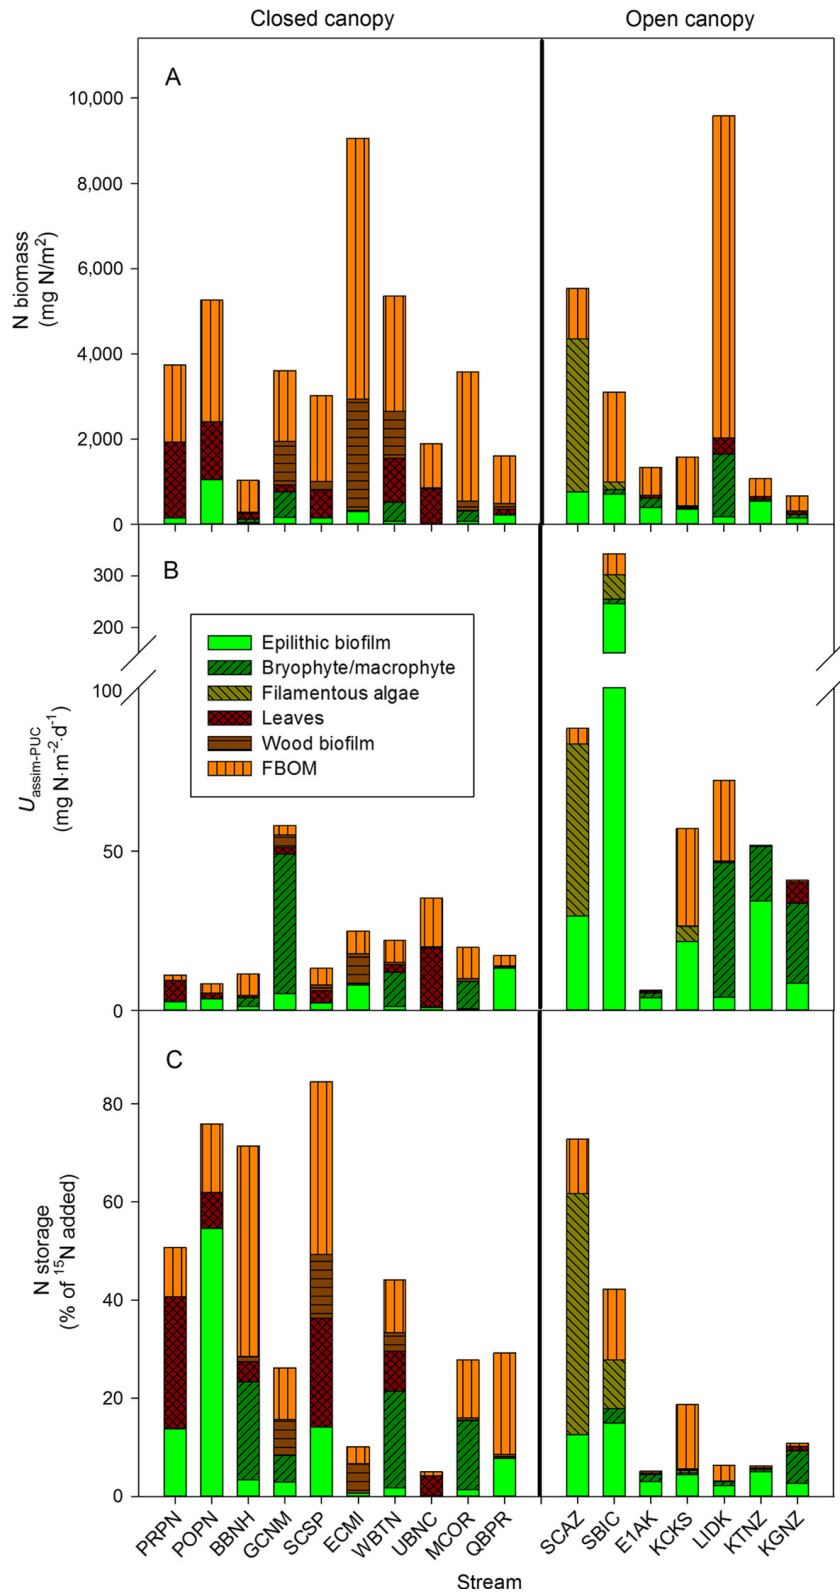 Closed canopy
Open canopy
A
10,000
8,000
6,000
4,000
2,000
0
N biomass
(mg N/m²)
B
300
200
100
50
0
U assim-PUC
(mg N·m⁻²·d⁻¹)
Epilithic biofilm
Bryophyte/macrophyte
Filamentous algae
Leaves
Wood biofilm
FBOM
C
80
60
40
20
0
N storage
(% of ¹⁵N added)
PRPN
POPN
BBNH
GCNM
SCSP
ECMI
WBTN
UBNC
MCOR
QBPR
SCAZ
SBIC
E1AK
KCKS
LIDK
KTNZ
KGNZ
Stream